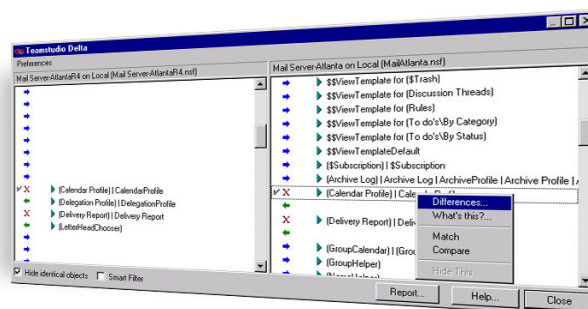 Teamstudio Delta
Preferences
Mail Server-AtlantaR4 on Local (Mail Server-AtlantaR4.nsf)
(Calendar Profile) | CalendarProfile
(Delegation Profile) | DelegationProfile
(Delivery Report) | Delivery Report
(LetterHeadChooser)
Mail Server-Atlanta on Local (MailAtlanta.nsf)
$$ViewTemplate for ($Trash)
$$ViewTemplate for (Discussion Threads)
$$ViewTemplate for (Rules)
$$ViewTemplate for (To do's\By Category)
$$ViewTemplate for (To do's\By Status)
$$ViewTemplateDefault
($Subscription) | $Subscription
(Archive Log) | Archive Log | ArchiveProfile | Archive Profile | A
(Calendar Profile) |
(Delivery Report) | Deli
(GroupCalendar) | (Grou
(GroupHelper)
Differences...
What's this?...
Match
Compare
Hide This
Hide identical objects
Smart Filter
Report...
Help...
Close